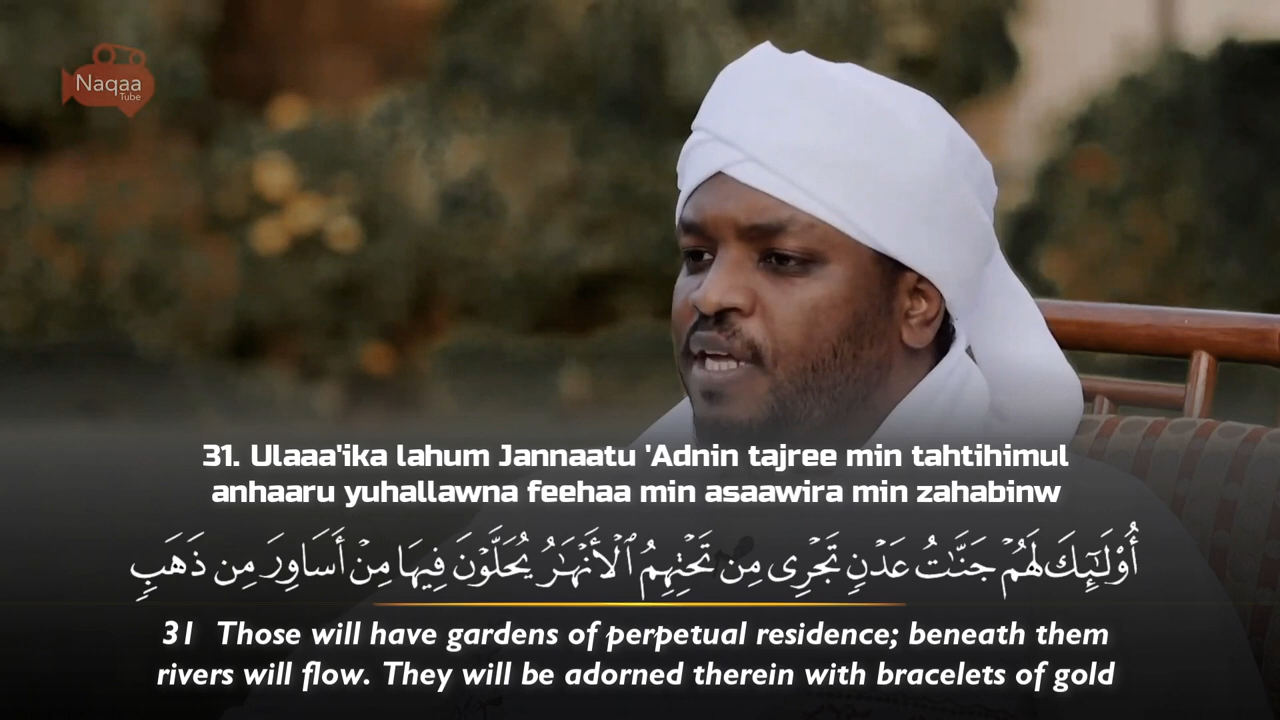 Naqaa
Tube
31. Ulaaa'ika lahum Jannaatu 'Adnin tajree min tahtihimul
anhaaru yuhallawna feehaa min asaawira min zahabinw
أُو۟لَـٰٓئِكَ لَهُمْ جَنَّـٰتُ عَدْنٍ تَجْرِى مِن تَحْتِهِمُ ٱلْأَنْهَـٰرُ يُحَلَّوْنَ فِيهَا مِنْ أَسَاوِرَ مِن ذَهَبٍ
31 Those will have gardens of perpetual residence; beneath them
rivers will flow. They will be adorned therein with bracelets of gold